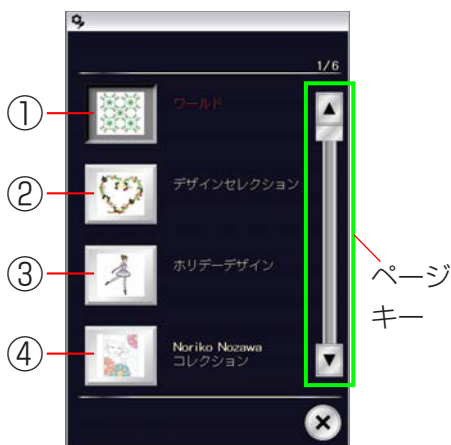 1/6
① ワールド
② デザインセレクション
③ ホリデーデザイン
④ Noriko Nozawa
コレクション
ページ
キー